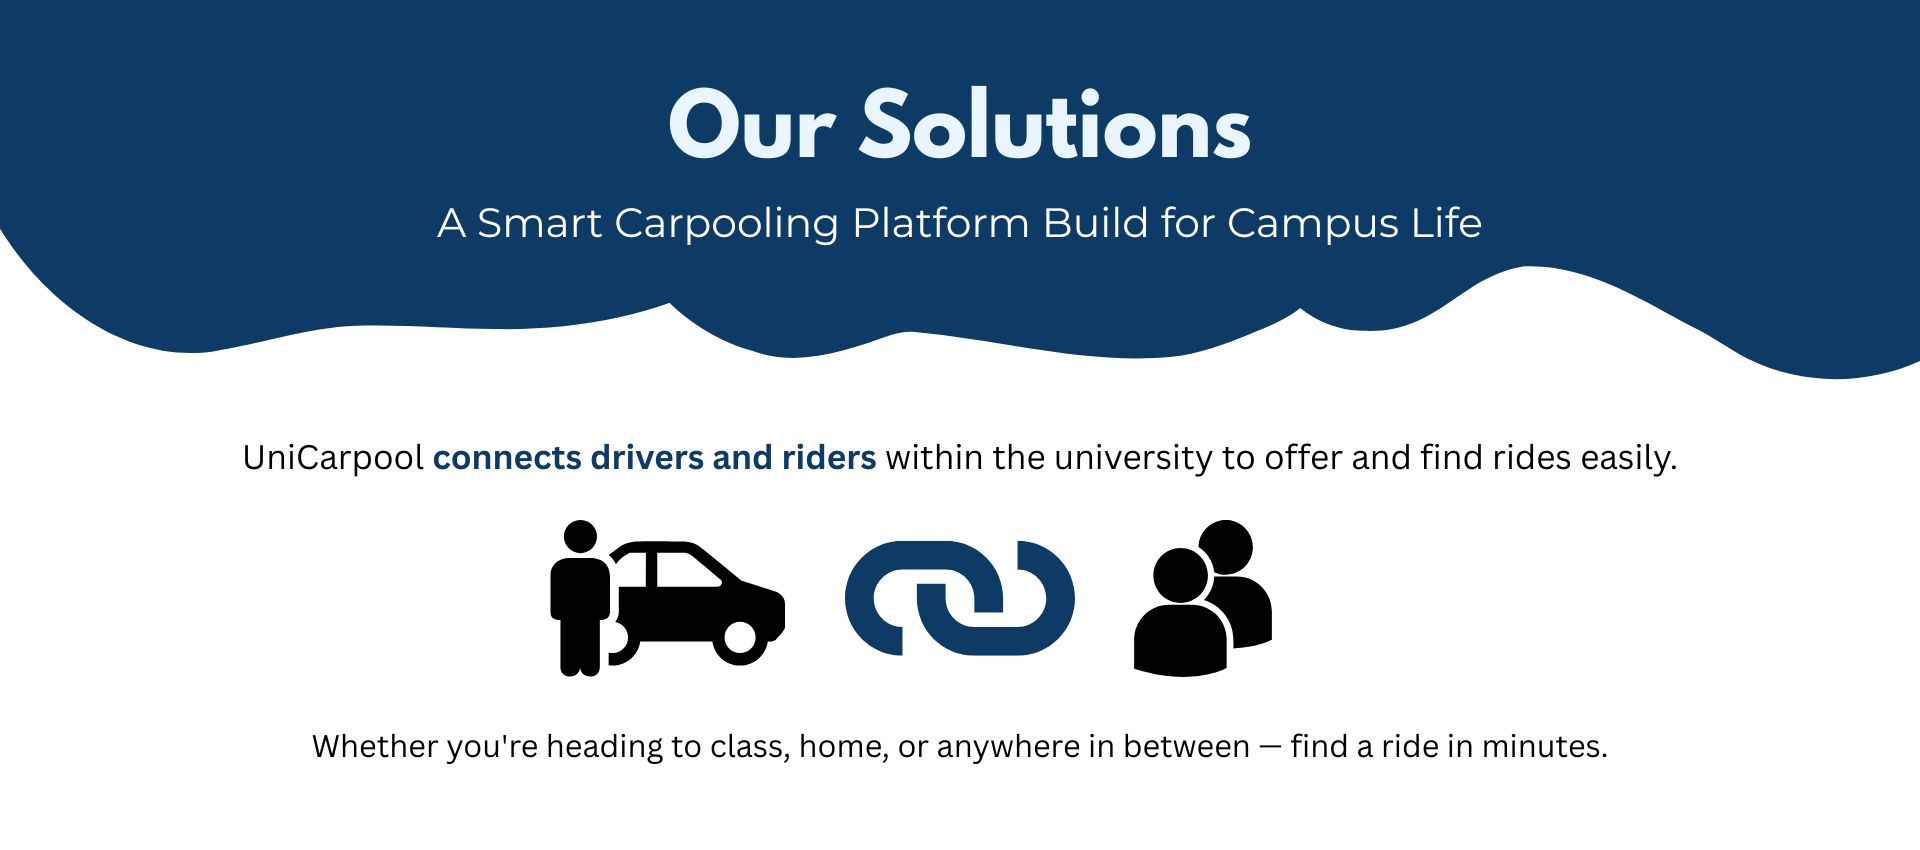 Our Solutions
A Smart Carpooling Platform Build for Campus Life
UniCarpool connects drivers and riders within the university to offer and find rides easily.
Whether you're heading to class, home, or anywhere in between — find a ride in minutes.